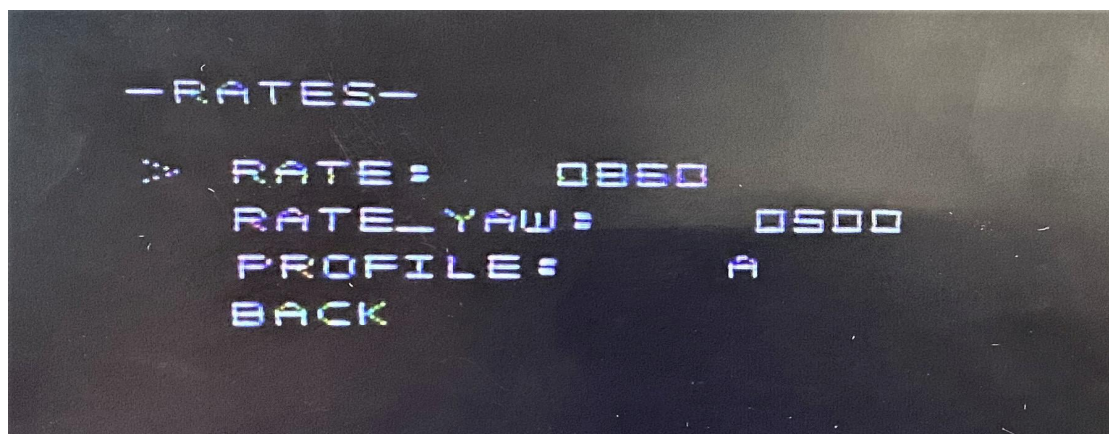 -RATES-
> RATE: 0850
RATE_YAW: 0500
PROFILE: A
BACK